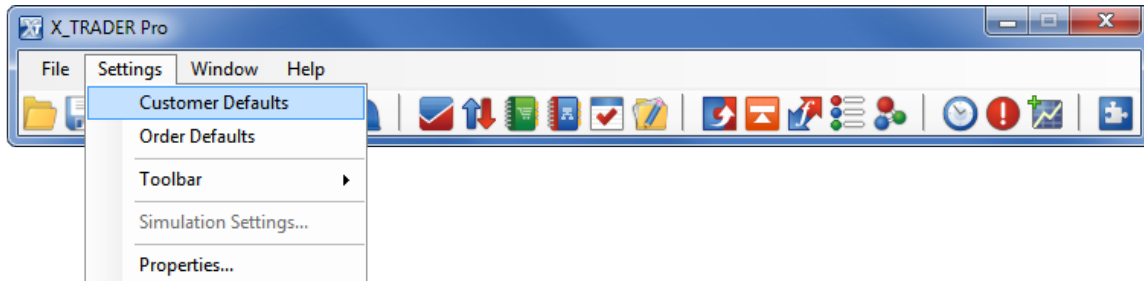 X_TRADER Pro
File Settings Window Help
Customer Defaults
Order Defaults
Toolbar
Simulation Settings...
Properties...